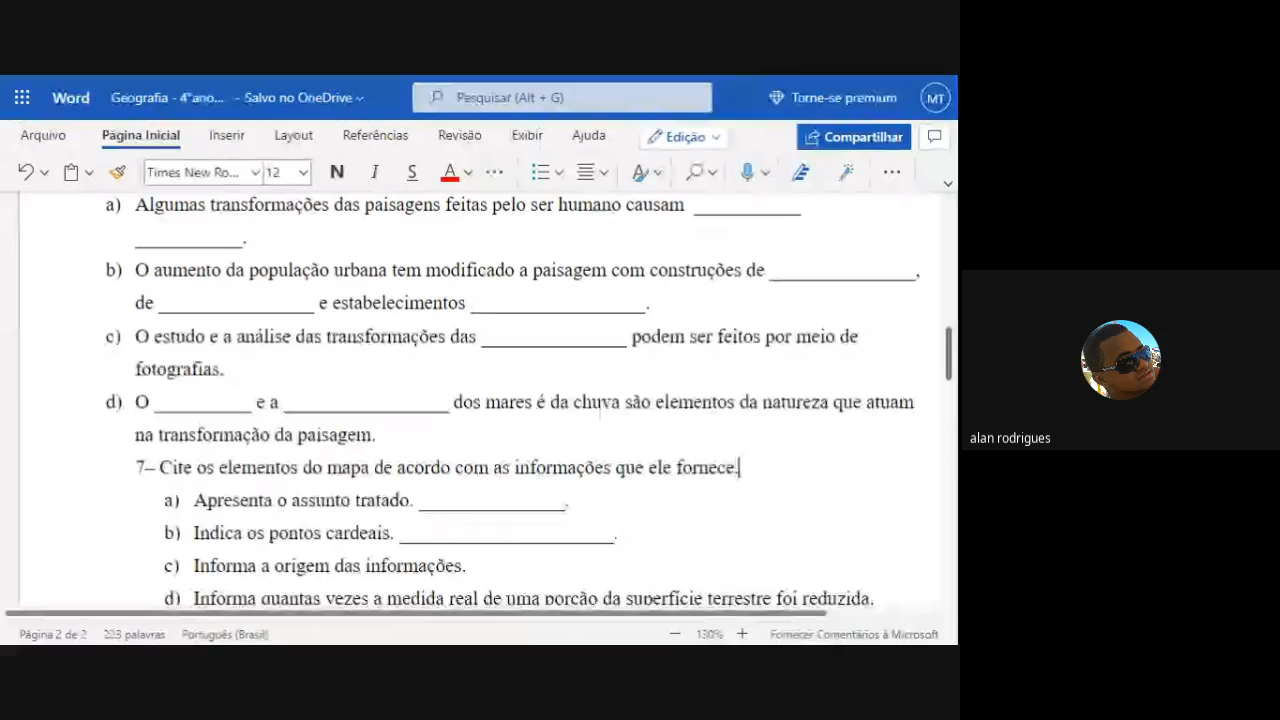 Word Geografia - 4°ano... - Salvo no OneDrive Pesquisar (Alt + G) Torne-se premium MT
Arquivo Página Inicial Inserir Layout Referências Revisão Exibir Ajuda Edição Compartilhar
Times New Ro... 12 N I S A ...
a) Algumas transformações das paisagens feitas pelo ser humano causam ___________
___________.
b) O aumento da população urbana tem modificado a paisagem com construções de _______________,
de ________________ e estabelecimentos __________________.
c) O estudo e a análise das transformações das _______________ podem ser feitos por meio de
fotografias.
d) O __________ e a _________________ dos mares é da chuva são elementos da natureza que atuam
na transformação da paisagem.
7– Cite os elementos do mapa de acordo com as informações que ele fornece.
a) Apresenta o assunto tratado. _______________.
b) Indica os pontos cardeais. ______________________.
c) Informa a origem das informações.
d) Informa quantas vezes a medida real de uma porção da superfície terrestre foi reduzida.
Página 2 de 2 223 palavras Português (Brasil) 130% Fornecer Comentários à Microsoft
alan rodrigues